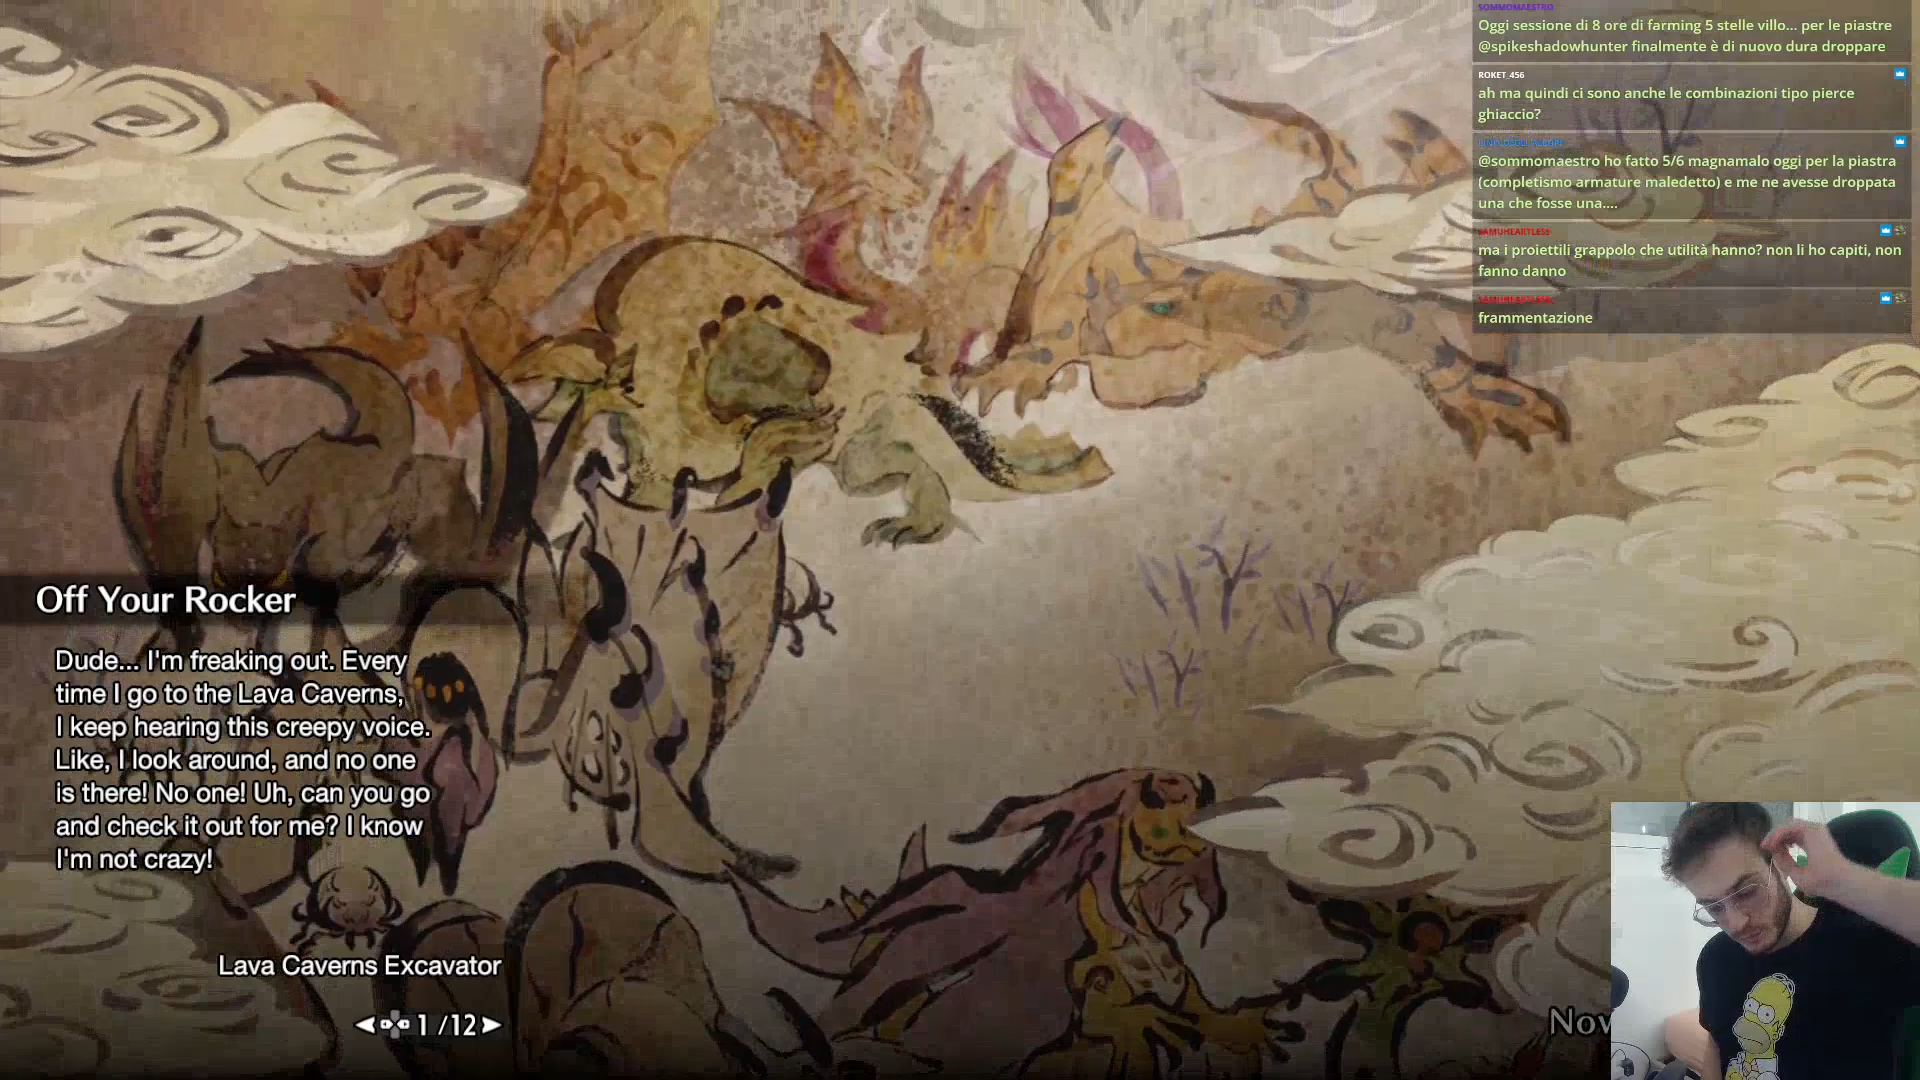 SOMMOMAESTRO
Oggi sessione di 8 ore di farming 5 stelle villo... per le piastre
@spikeshadowhunter finalmente è di nuovo dura droppare
ROKET_456
ah ma quindi ci sono anche le combinazioni tipo pierce
ghiaccio?
@sommomaestro ho fatto 5/6 magnamalo oggi per la piastra
(completismo armature maledetto) e me ne avesse droppata
una che fosse una....
SAMUHEARTLESS
ma i proiettili grappolo che utilità hanno? non li ho capiti, non
fanno danno
frammentazione
Off Your Rocker
Dude... I'm freaking out. Every
time I go to the Lava Caverns,
I keep hearing this creepy voice.
Like, I look around, and no one
is there! No one! Uh, can you go
and check it out for me? I know
I'm not crazy!
Lava Caverns Excavator
1 /12
Nov